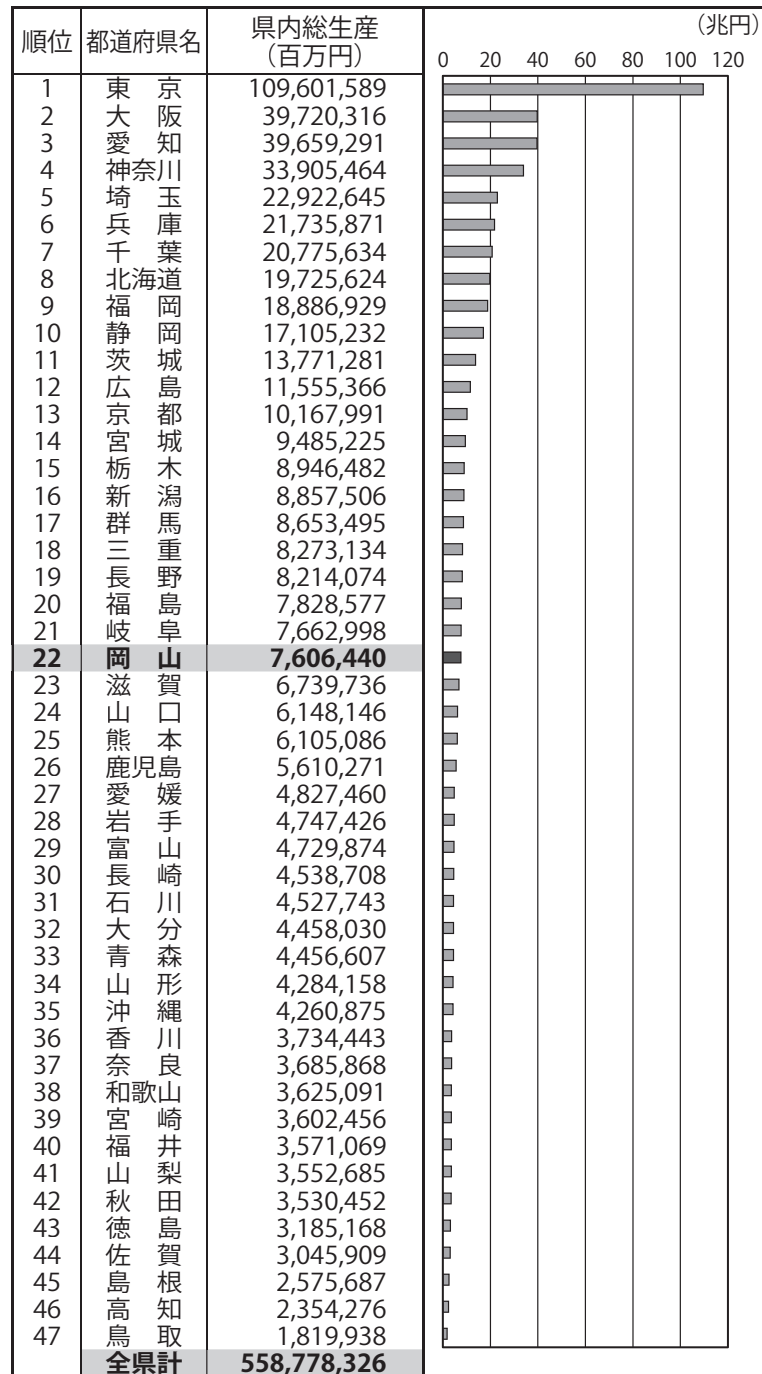 順位 都道府県名 県内総生産(百万円) (兆円)
0 20 40 60 80 100 120
1 東京 109,601,589
2 大阪 39,720,316
3 愛知 39,659,291
4 神奈川 33,905,464
5 埼玉 22,922,645
6 兵庫 21,735,871
7 千葉 20,775,634
8 北海道 19,725,624
9 福岡 18,886,929
10 静岡 17,105,232
11 茨城 13,771,281
12 広島 11,555,366
13 京都 10,167,991
14 宮城 9,485,225
15 栃木 8,946,482
16 新潟 8,857,506
17 群馬 8,653,495
18 三重 8,273,134
19 長野 8,214,074
20 福島 7,828,577
21 岐阜 7,662,998
22 岡山 7,606,440
23 滋賀 6,739,736
24 山口 6,148,146
25 熊本 6,105,086
26 鹿児島 5,610,271
27 愛媛 4,827,460
28 岩手 4,747,426
29 富山 4,729,874
30 長崎 4,538,708
31 石川 4,527,743
32 大分 4,458,030
33 青森 4,456,607
34 山形 4,284,158
35 沖縄 4,260,875
36 香川 3,734,443
37 奈良 3,685,868
38 和歌山 3,625,091
39 宮崎 3,602,456
40 福井 3,571,069
41 山梨 3,552,685
42 秋田 3,530,452
43 徳島 3,185,168
44 佐賀 3,045,909
45 島根 2,575,687
46 高知 2,354,276
47 鳥取 1,819,938
全県計 558,778,326